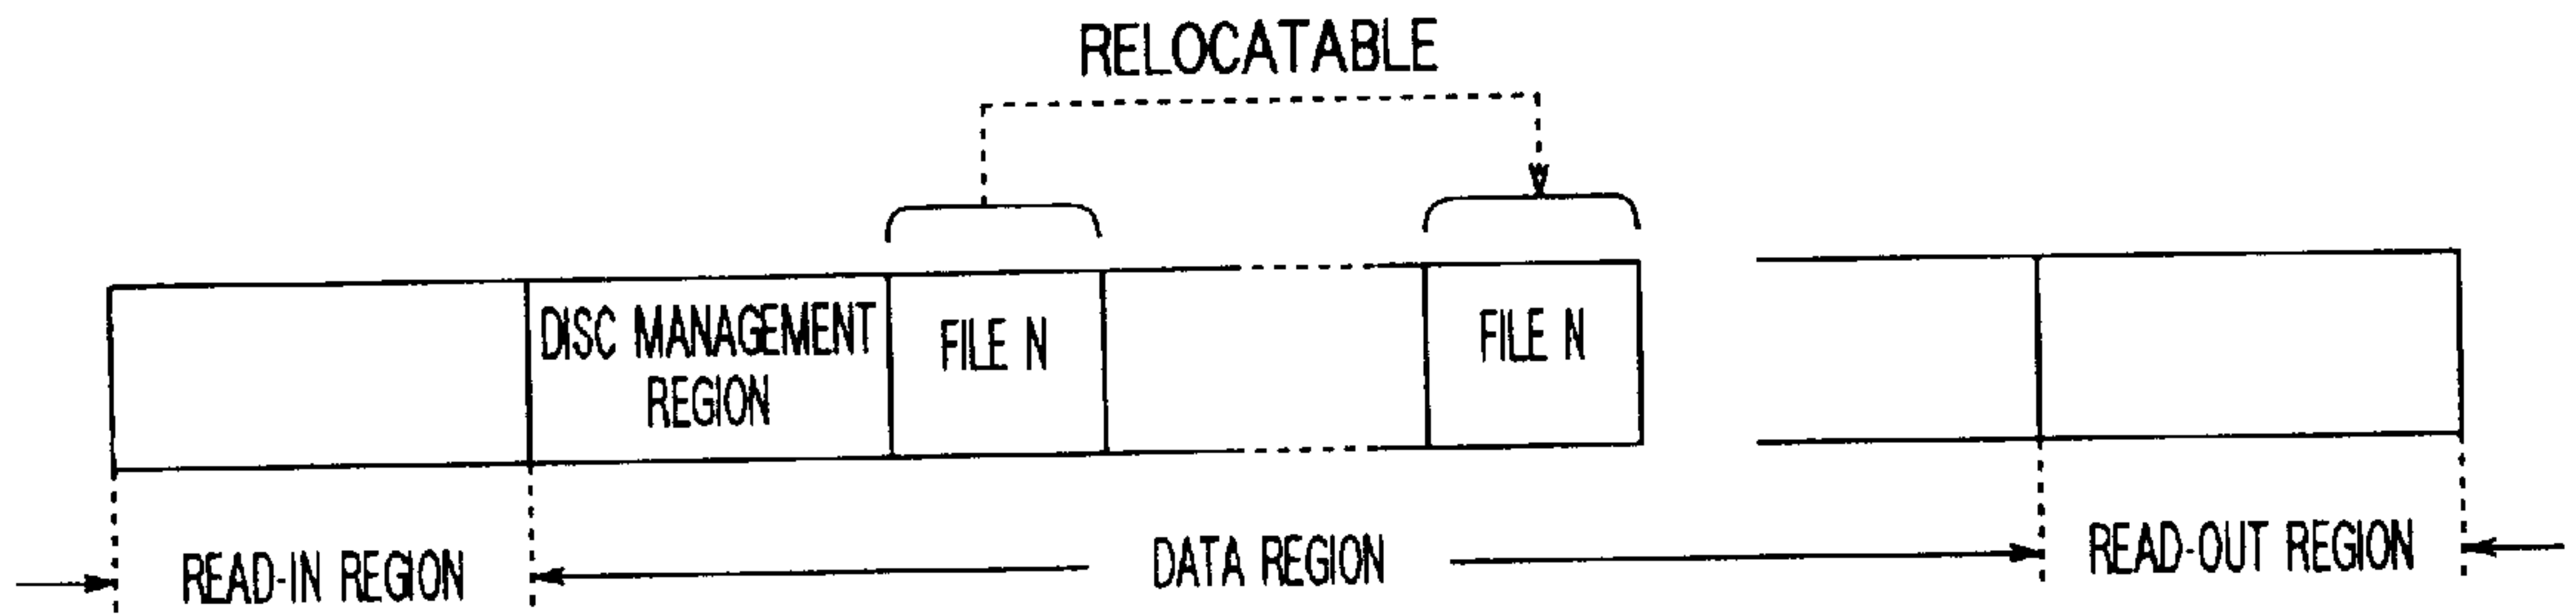 RELOCATABLE
DISC MANAGEMENT
REGION
FILE N
FILE N
READ-IN REGION
DATA REGION
READ-OUT REGION